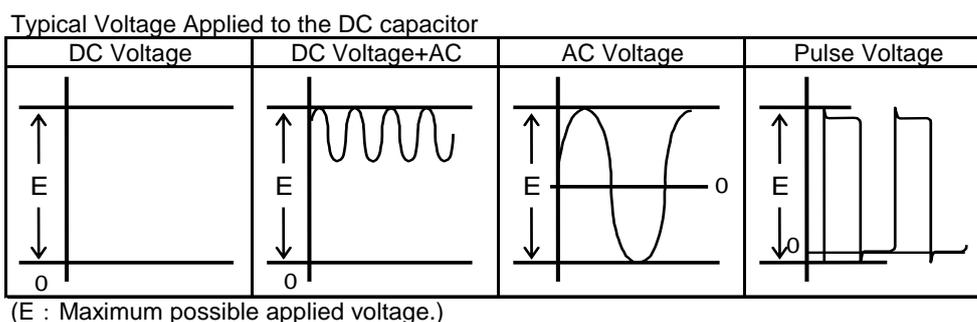 Typical Voltage Applied to the DC capacitor
DC Voltage DC Voltage+AC AC Voltage Pulse Voltage
E E E 0 E
0
0 0
(E：Maximum possible applied voltage.)